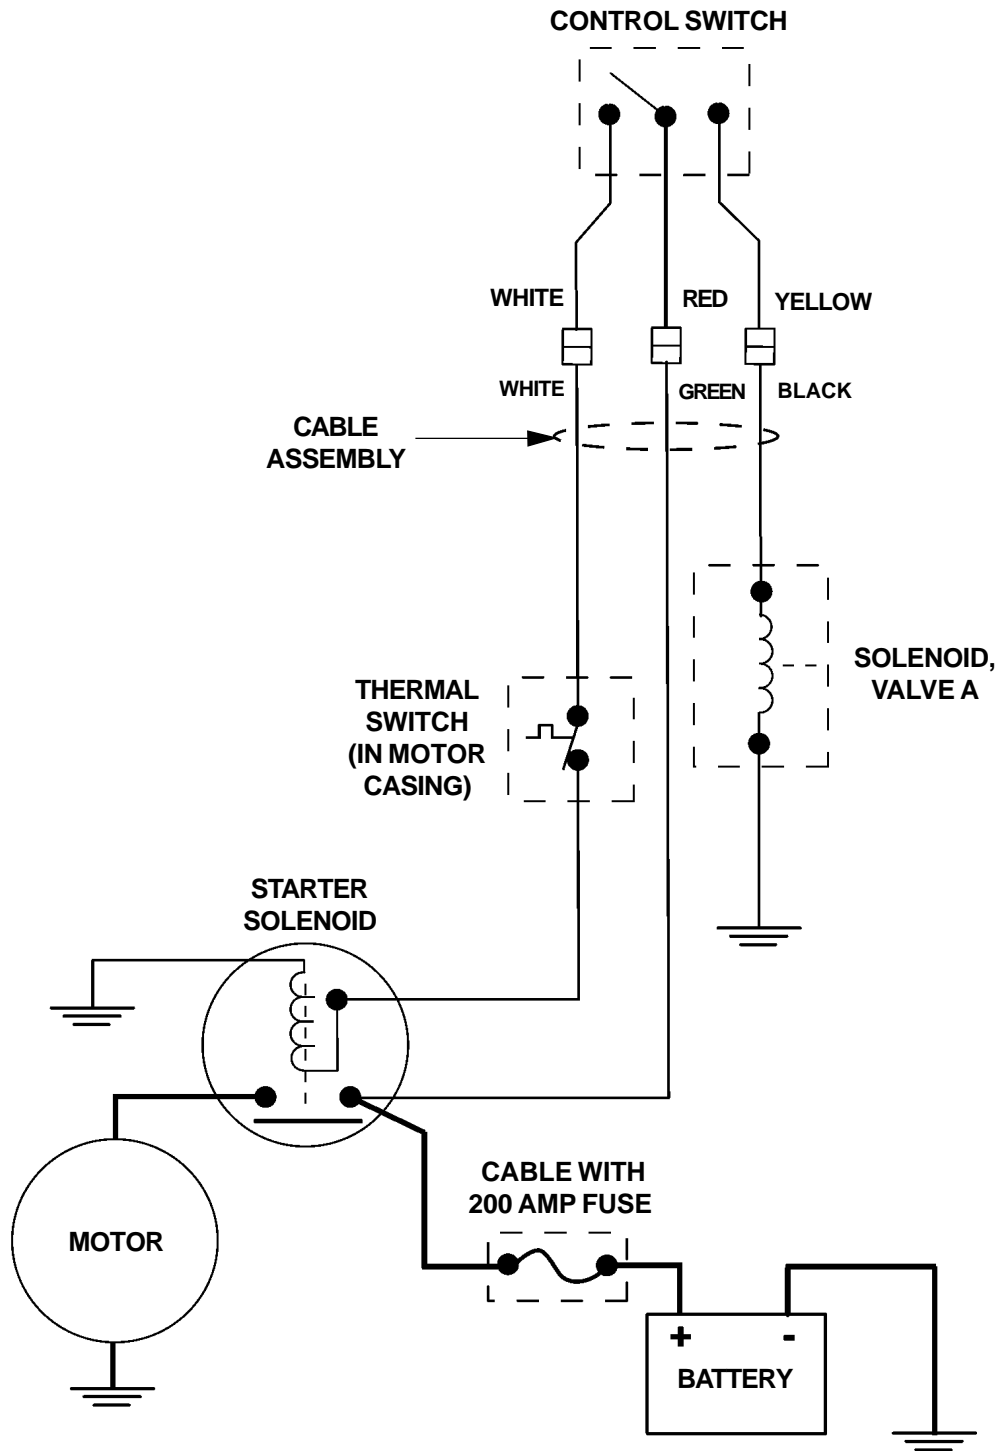 CONTROL SWITCH
WHITE
RED
YELLOW
WHITE
GREEN
BLACK
CABLE
ASSEMBLY
SOLENOID,
VALVE A
THERMAL
SWITCH
(IN MOTOR
CASING)
STARTER
SOLENOID
CABLE WITH
200 AMP FUSE
MOTOR
+
-
BATTERY